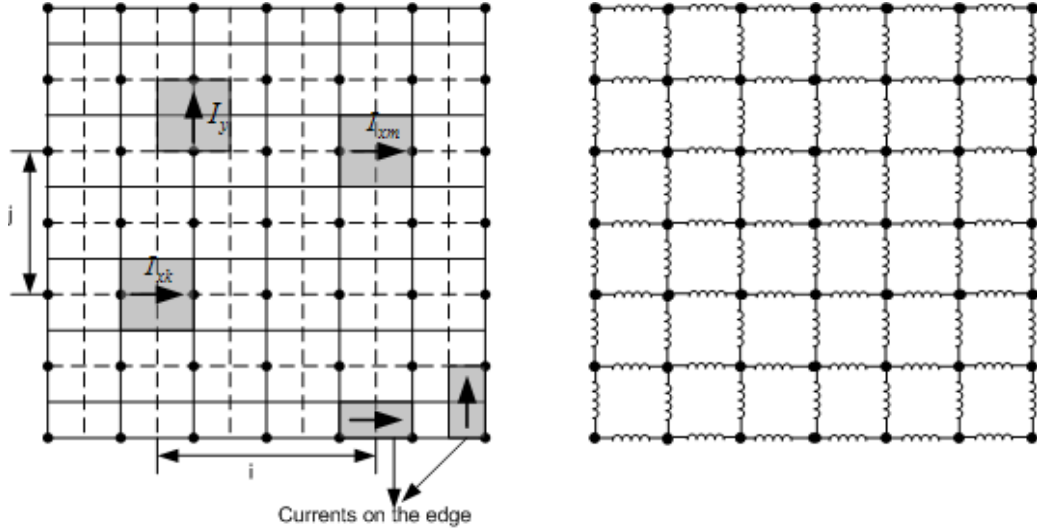 I_y
I_xm
j
I_xk
i
Currents on the edge